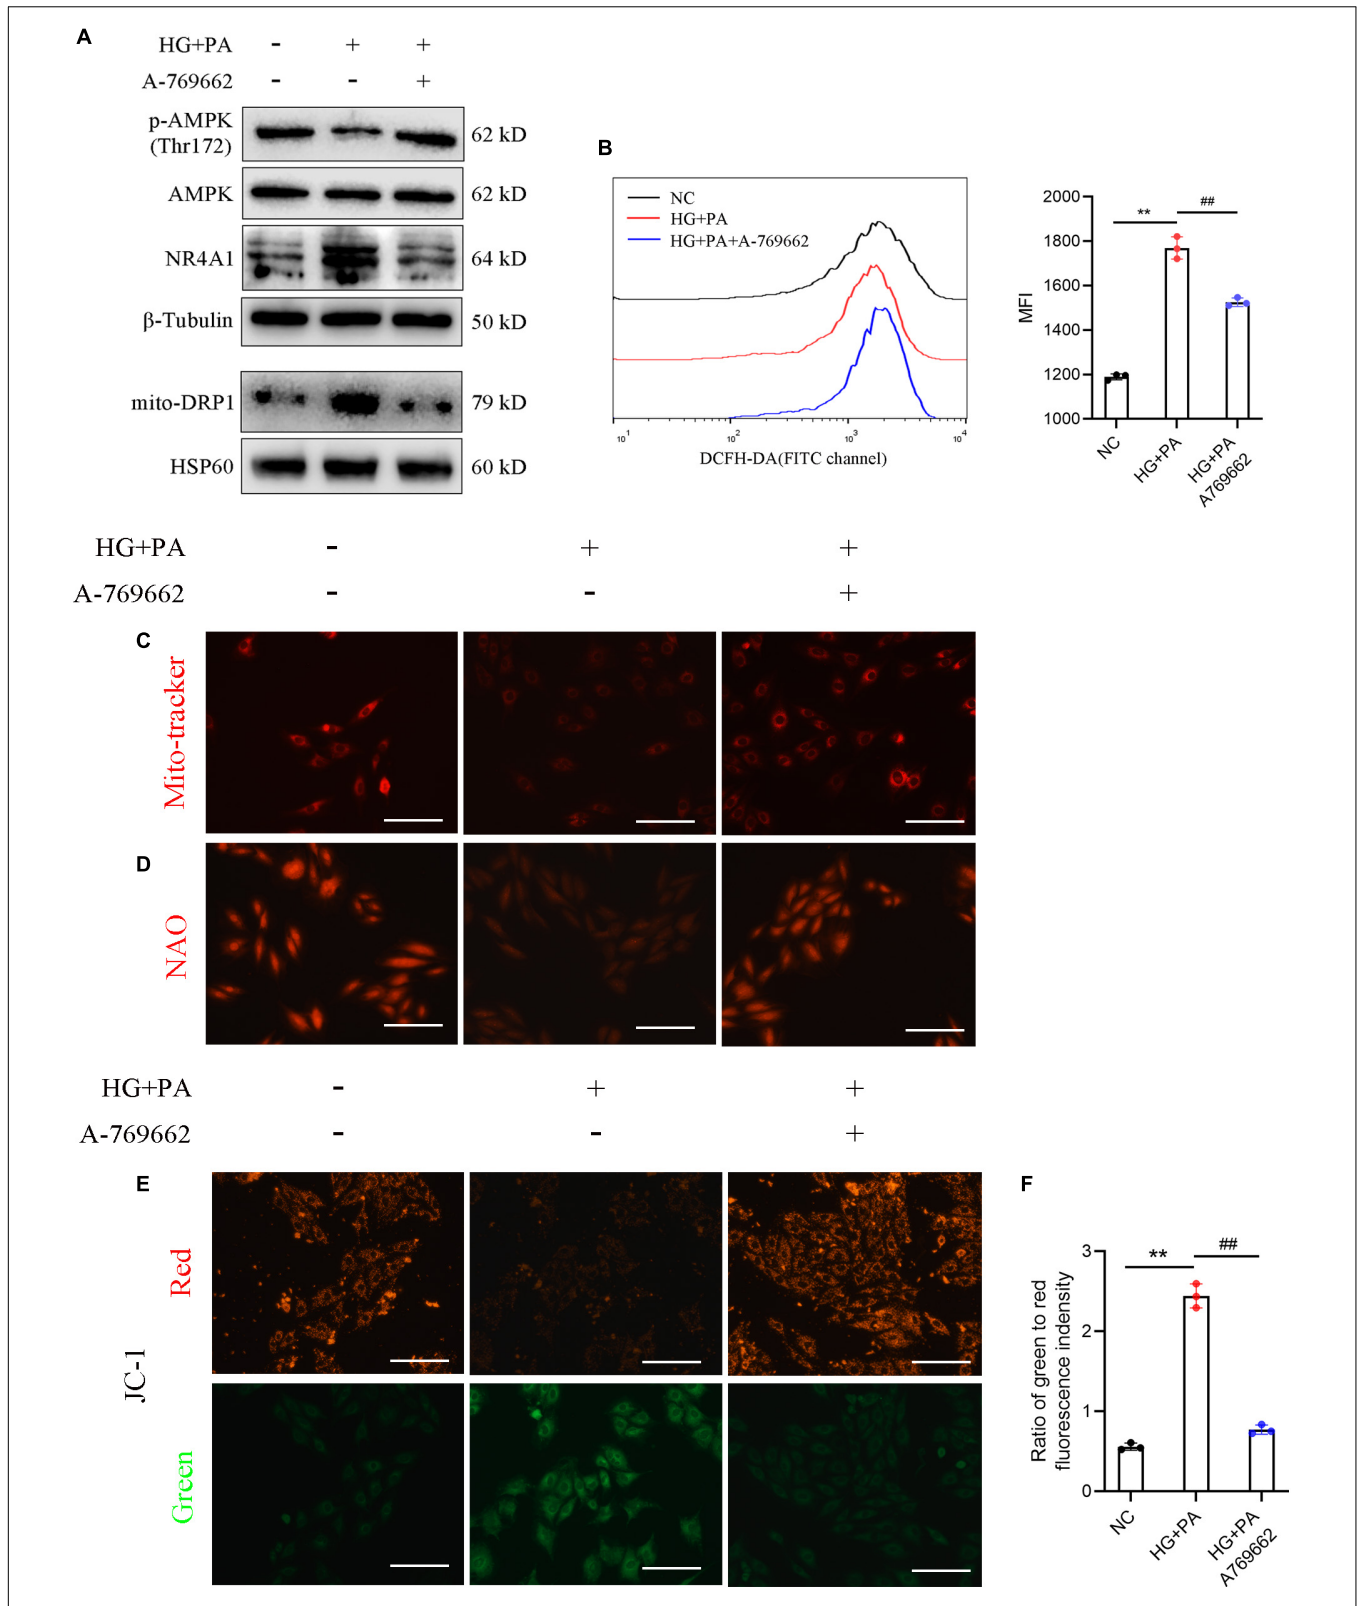 A
HG+PA - + +
A-769662 - - +
p-AMPK
(Thr172)
62 kD
AMPK 62 kD
NR4A1 64 kD
β-Tubulin 50 kD
mito-DRP1 79 kD
HSP60 60 kD
B
NC
HG+PA
HG+PA+A-769662
10¹ 10² 10³ 10⁴
DCFH-DA(FITC channel)
MFI
2000
1800
1600
1400
1200
1000
** ##
NC
HG+PA
HG+PA
A769662
HG+PA - + +
A-769662 - - +
C
Mito-tracker
D
NAO
HG+PA - + +
A-769662 - - +
E
JC-1
Red
Green
F
Ratio of green to red
fluorescence indensity
3
2
1
0
** ##
NC
HG+PA
HG+PA
A769662